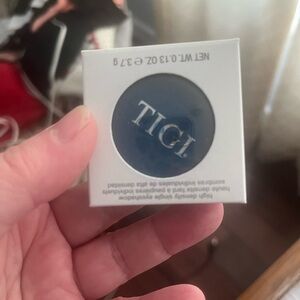 TIGI
high density single eyeshadow
haute densité fard à paupières individuels
sombras individuales de alta densidad
NET WT. 0.13 OZ. ℮ 3.7 g